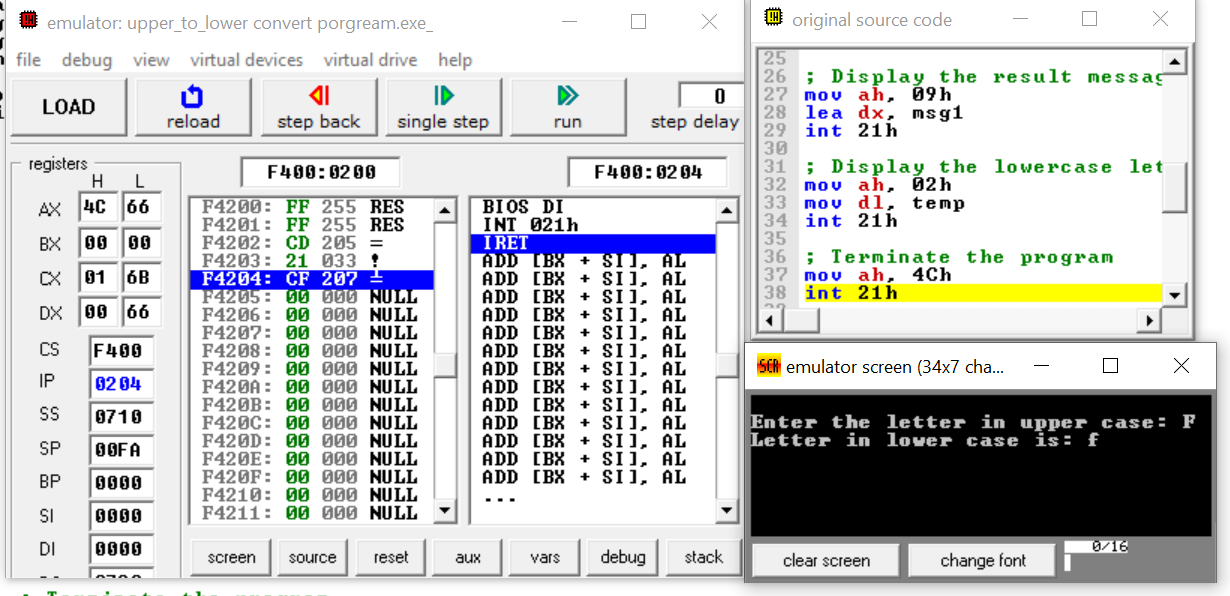 emulator: upper_to_lower convert porgream.exe_
file debug view virtual devices virtual drive help
LOAD
reload
step back
single step
run
0
step delay
registers
H L
AX 4C 66
BX 00 00
CX 01 6B
DX 00 66
CS F400
IP 0204
SS 0710
SP 00FA
BP 0000
SI 0000
DI 0000
F400:0200
F400:0204
F4200: FF 255 RES
F4201: FF 255 RES
F4202: CD 205 =
F4203: 21 033 !
F4204: CF 207 ╧
F4205: 00 000 NULL
F4206: 00 000 NULL
F4207: 00 000 NULL
F4208: 00 000 NULL
F4209: 00 000 NULL
F420A: 00 000 NULL
F420B: 00 000 NULL
F420C: 00 000 NULL
F420D: 00 000 NULL
F420E: 00 000 NULL
F420F: 00 000 NULL
F4210: 00 000 NULL
F4211: 00 000 NULL
BIOS DI
INT 021h
IRET
ADD [BX + SI], AL
ADD [BX + SI], AL
ADD [BX + SI], AL
ADD [BX + SI], AL
ADD [BX + SI], AL
ADD [BX + SI], AL
ADD [BX + SI], AL
ADD [BX + SI], AL
ADD [BX + SI], AL
ADD [BX + SI], AL
ADD [BX + SI], AL
ADD [BX + SI], AL
ADD [BX + SI], AL
...
screen source reset aux vars debug stack
original source code
25
26 ; Display the result messag
27 mov ah, 09h
28 lea dx, msg1
29 int 21h
30
31 ; Display the lowercase let
32 mov ah, 02h
33 mov dl, temp
34 int 21h
35
36 ; Terminate the program
37 mov ah, 4Ch
38 int 21h
SCR emulator screen (34x7 cha...
Enter the letter in upper case: F
Letter in lower case is: f
clear screen
change font
0/16
; Terminate the program